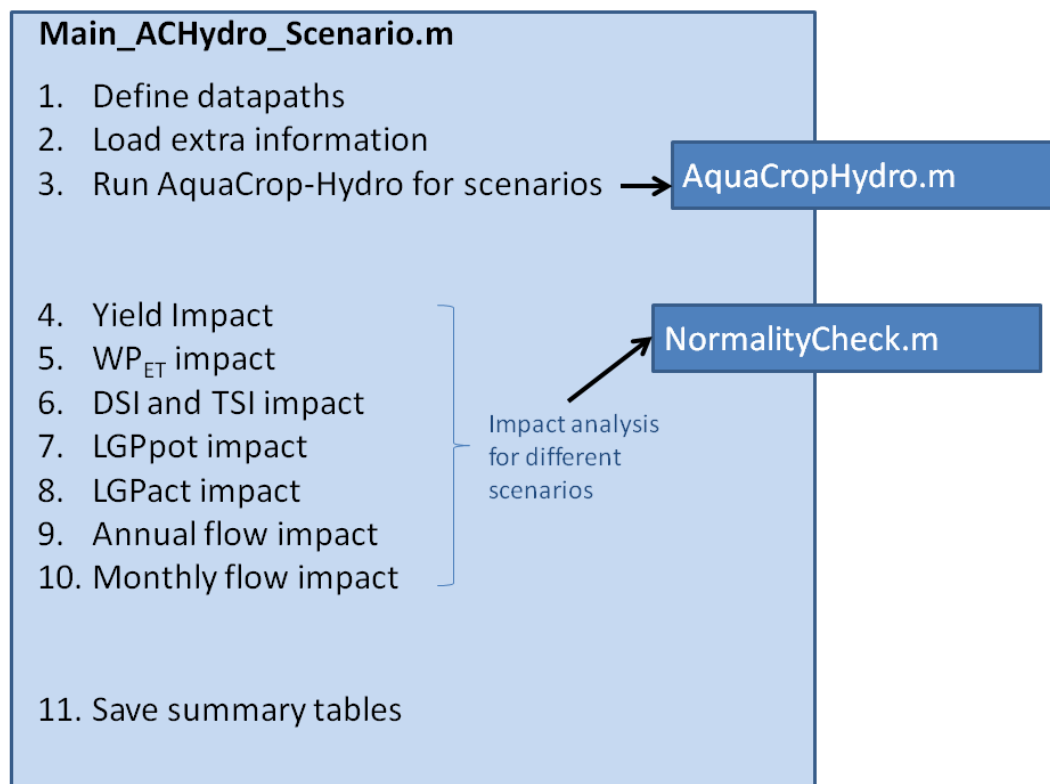 Main_ACHydro_Scenario.m
1. Define datapaths
2. Load extra information
3. Run AquaCrop-Hydro for scenarios
AquaCropHydro.m
4. Yield Impact
5. WPET impact
6. DSI and TSI impact
7. LGPpot impact
8. LGPact impact
9. Annual flow impact
10. Monthly flow impact
NormalityCheck.m
Impact analysis
for different
scenarios
11. Save summary tables